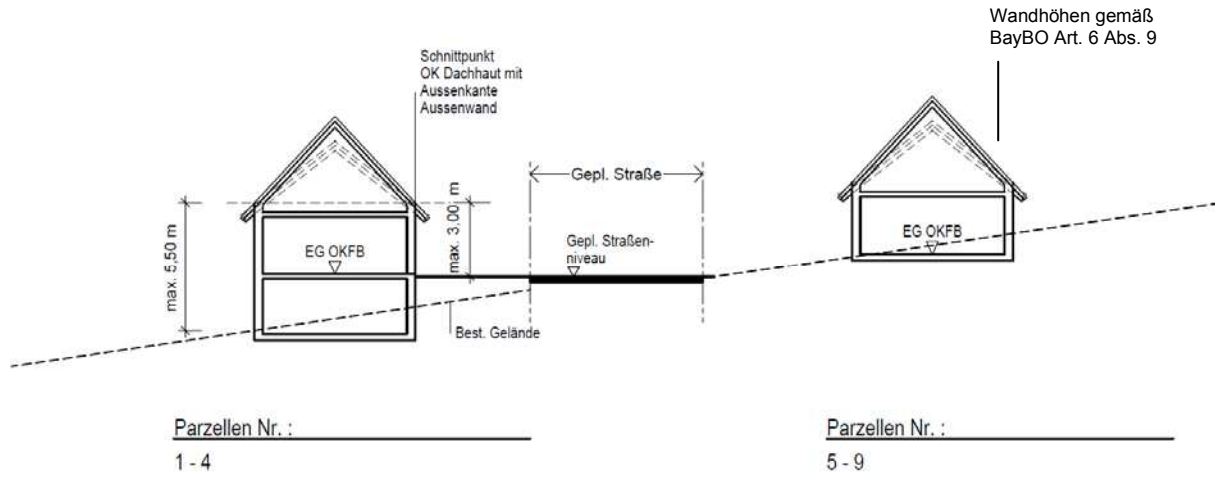 Wandhöhen gemäß
BayBO Art. 6 Abs. 9
Schnittpunkt
OK Dachhaut mit
Aussenkante
Aussenwand
Gepl. Straße
max. 5,50 m
max. 3,00 m
EG OKFB
Gepl. Straßen-
niveau
EG OKFB
Best. Gelände
Parzellen Nr. :
1 - 4
Parzellen Nr. :
5 - 9